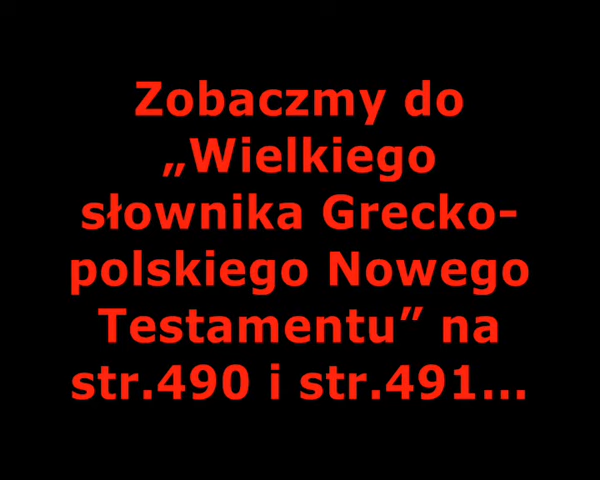 Zobaczmy do
„Wielkiego
słownika Grecko-
polskiego Nowego
Testamentu” na
str.490 i str.491...